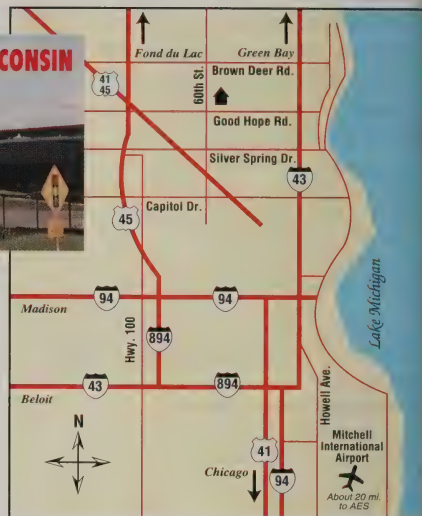 CONSIN
Fond du Lac
Green Bay
41
45
60th St.
Brown Deer Rd.
Good Hope Rd.
Silver Spring Dr.
43
Capitol Dr.
45
94
94
Madison
Hwy. 100
894
Lake Michigan
43
894
Beloit
Howell Ave.
N
41
Mitchell
International
Airport
Chicago
94
About 20 mi.
to AES